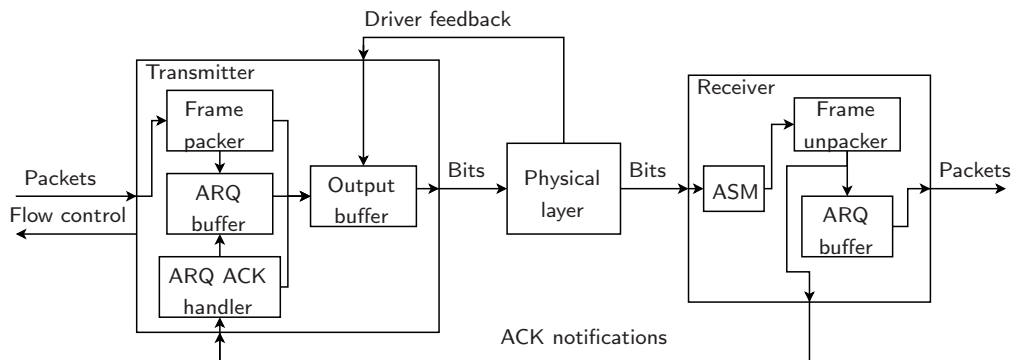 Driver feedback
Transmitter
Frame
packer
ARQ
buffer
ARQ ACK
handler
Output
buffer
Packets
Flow control
Bits
Physical
layer
Bits
Receiver
Frame
unpacker
ASM
ARQ
buffer
Packets
ACK notifications